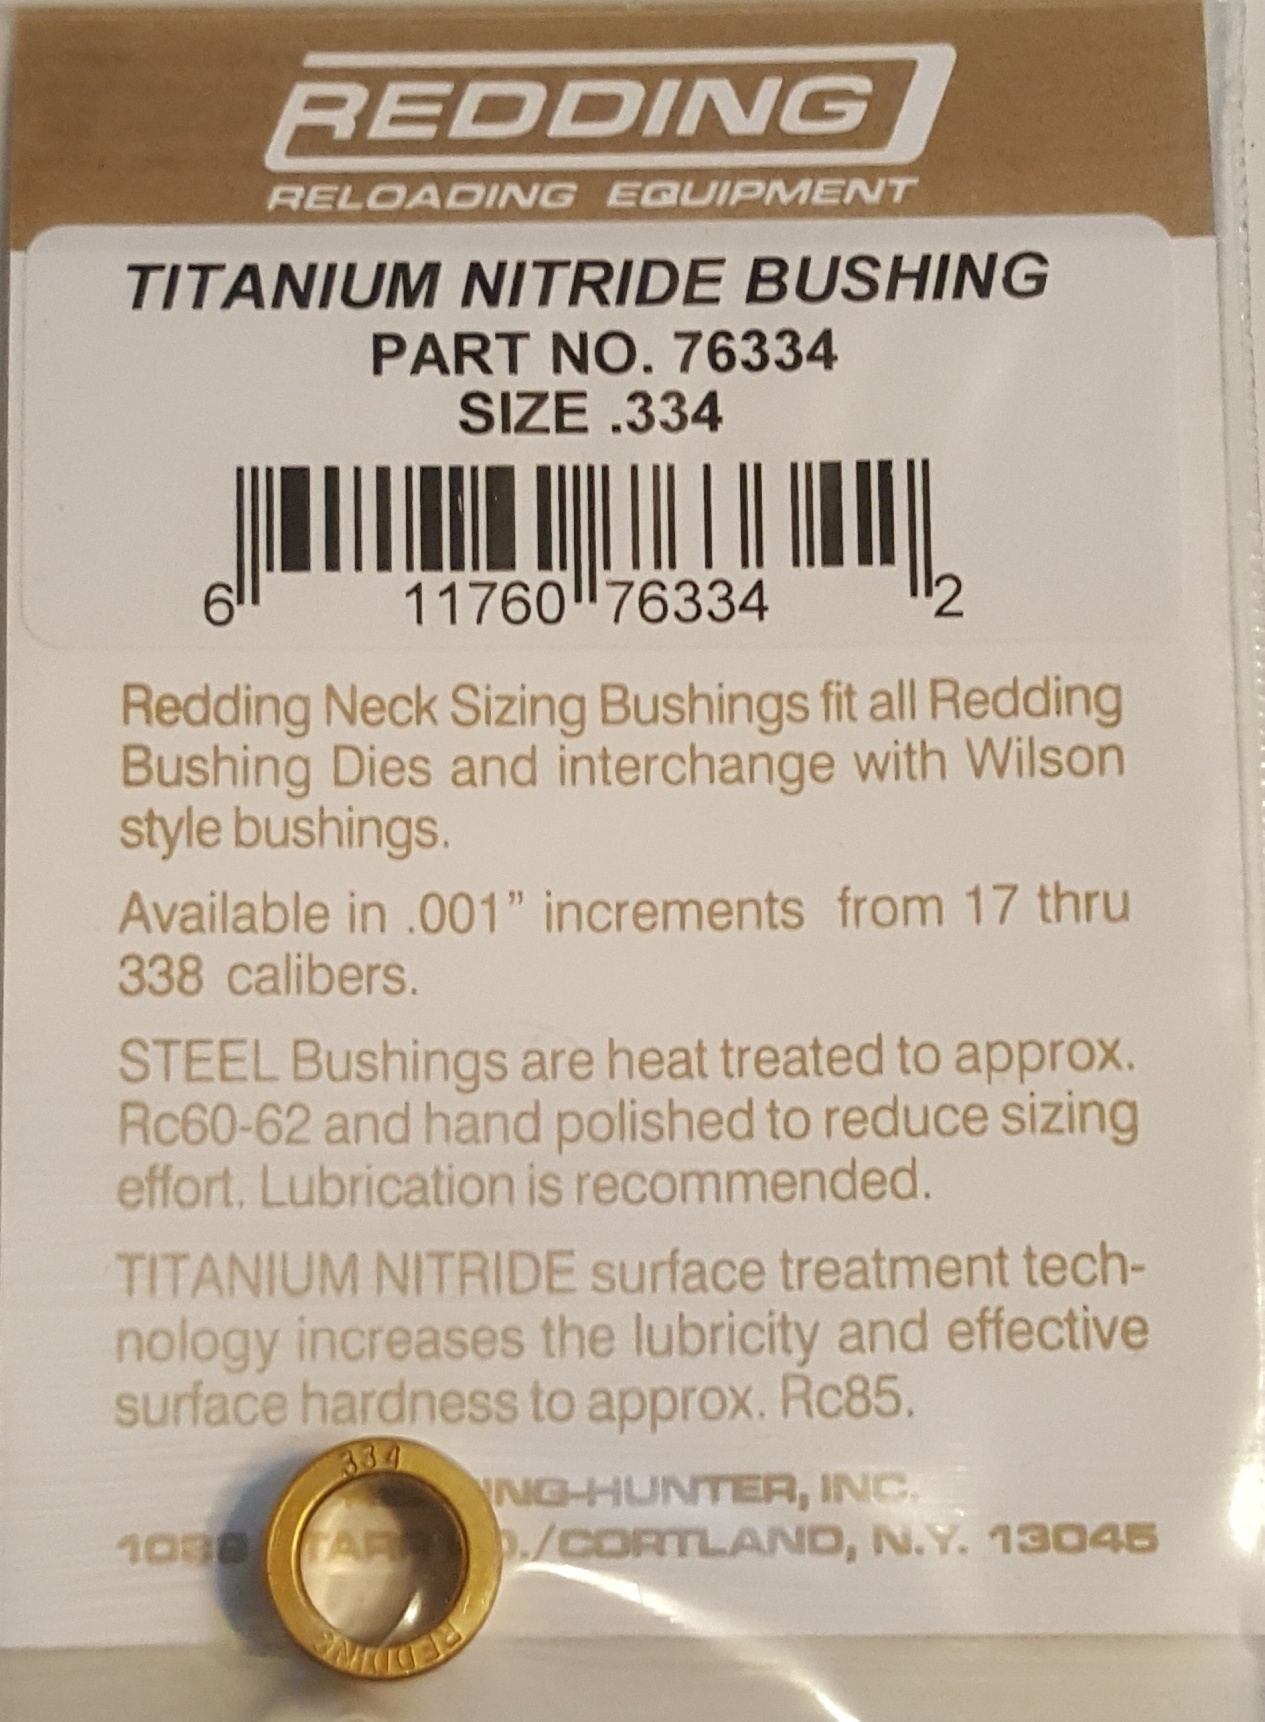 REDDING
RELOADING EQUIPMENT
TITANIUM NITRIDE BUSHING
PART NO. 76334
SIZE .334
6 11760 76334 2
Redding Neck Sizing Bushings fit all Redding
Bushing Dies and interchange with Wilson
style bushings.
Available in .001” increments from 17 thru
338 calibers.
STEEL Bushings are heat treated to approx.
Rc60-62 and hand polished to reduce sizing
effort. Lubrication is recommended.
TITANIUM NITRIDE surface treatment tech-
nology increases the lubricity and effective
surface hardness to approx. Rc85.
334
ING-HUNTER, INC.
./CORTLAND, N.Y. 13045
REDDING